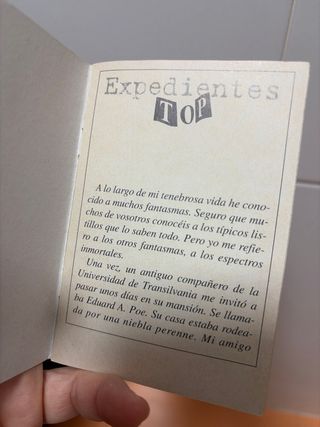 Expedientes
TOP
A lo largo de mi tenebrosa vida he cono-
cido a muchos fantasmas. Seguro que mu-
chos de vosotros conocéis a los típicos lis-
tillos que lo saben todo. Pero yo me refie-
ro a los otros fantasmas, a los espectros
inmortales.
Una vez, un antiguo compañero de la
Universidad de Transilvania me invitó a
pasar unos días en su mansión. Se llama-
ba Eduard A. Poe. Su casa estaba rodea-
da por una niebla perenne. Mi amigo